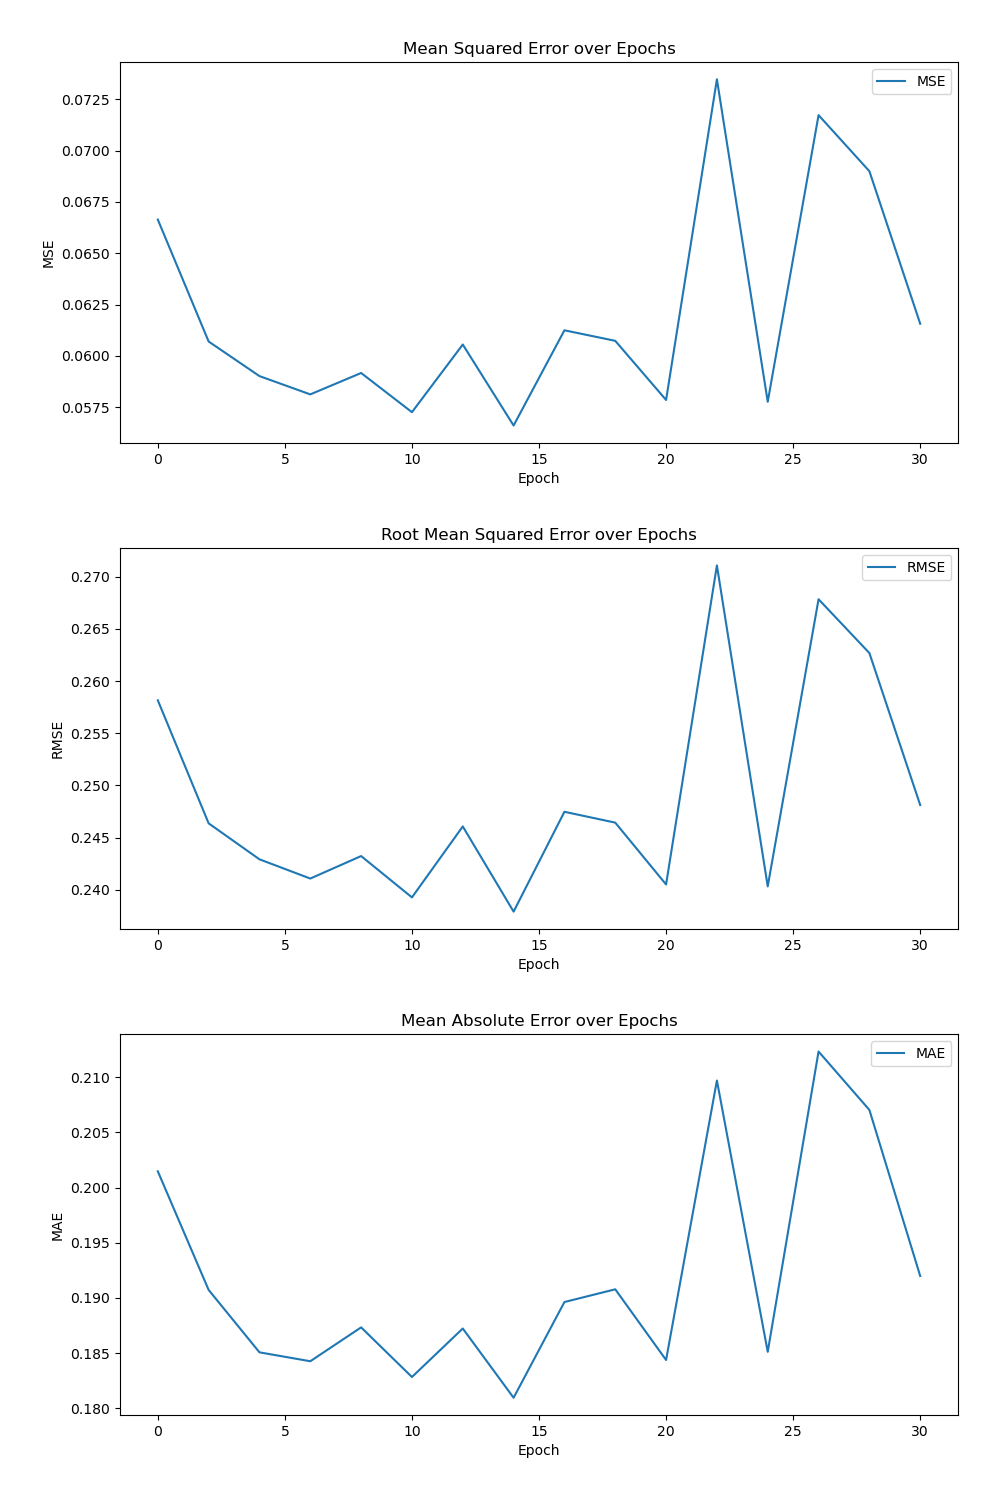 Mean Squared Error over Epochs
MSE
0.0725
0.0700
0.0675
0.0650
0.0625
0.0600
0.0575
MSE
0 5 10 15 20 25 30
Epoch
Root Mean Squared Error over Epochs
RMSE
0.270
0.265
0.260
0.255
0.250
0.245
0.240
RMSE
0 5 10 15 20 25 30
Epoch
Mean Absolute Error over Epochs
MAE
0.210
0.205
0.200
0.195
0.190
0.185
0.180
MAE
0 5 10 15 20 25 30
Epoch